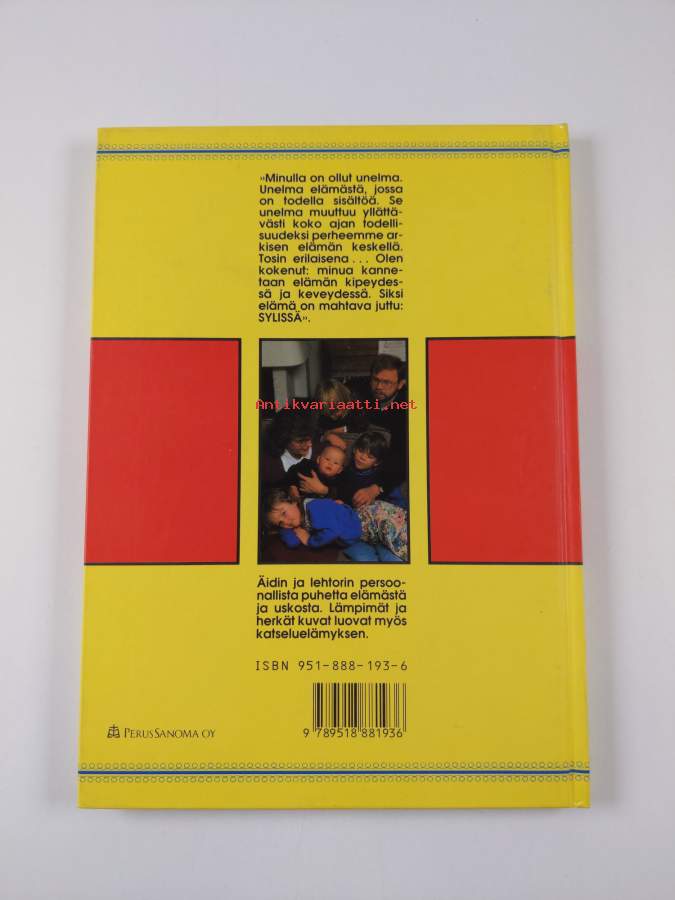 »Minulla on ollut unelma.
Unelma elämästä, jossa
on todella sisältöä. Se
unelma muuttuu yllättä-
västi koko ajan todelli-
suudeksi perheemme ar-
kisen elämän keskellä.
Tosin erilaisena... Olen
kokenut: minua kanne-
taan elämän kipeydes-
sä ja keveydessä. Siksi
elämä on mahtava juttu:
SYLISSÄ».
Antikvariaatti.net
Äidin ja lehtorin persoo-
nallista puhetta elämästä
ja uskosta. Lämpimät ja
herkät kuvat luovat myös
katseluelämyksen.
ISBN 951-888-193-6
9 789518 881936
PERUSSANOMA OY